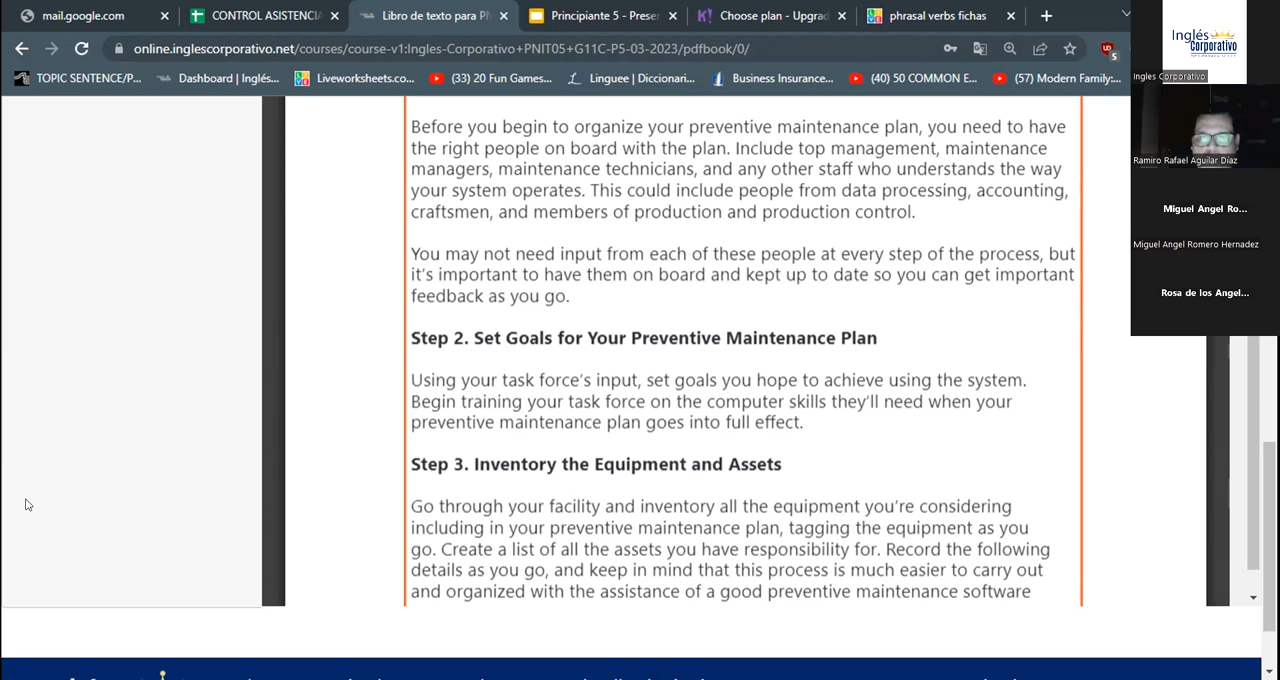 mail.google.com
CONTROL ASISTENCI
Libro de texto para PN
Principiante 5 - Preser
Choose plan - Upgra
phrasal verbs fichas
online.inglescorporativo.net/courses/course-v1:Ingles-Corporativo+PNIT05+G11C-P5-03-2023/pdfbook/0/
TOPIC SENTENCE/P...
Dashboard | Inglés...
Liveworksheets.co...
(33) 20 Fun Games...
Linguee | Diccionari...
Business Insurance...
(40) 50 COMMON E...
(57) Modern Family:...
Inglés
Corporativo
Ingles Corporativo
Ramiro Rafael Aguilar Díaz
Miguel Angel Ro...
Miguel Angel Romero Hernadez
Rosa de los Angel...
Before you begin to organize your preventive maintenance plan, you need to have
the right people on board with the plan. Include top management, maintenance
managers, maintenance technicians, and any other staff who understands the way
your system operates. This could include people from data processing, accounting,
craftsmen, and members of production and production control.
You may not need input from each of these people at every step of the process, but
it's important to have them on board and kept up to date so you can get important
feedback as you go.
Step 2. Set Goals for Your Preventive Maintenance Plan
Using your task force's input, set goals you hope to achieve using the system.
Begin training your task force on the computer skills they'll need when your
preventive maintenance plan goes into full effect.
Step 3. Inventory the Equipment and Assets
Go through your facility and inventory all the equipment you're considering
including in your preventive maintenance plan, tagging the equipment as you
go. Create a list of all the assets you have responsibility for. Record the following
details as you go, and keep in mind that this process is much easier to carry out
and organized with the assistance of a good preventive maintenance software